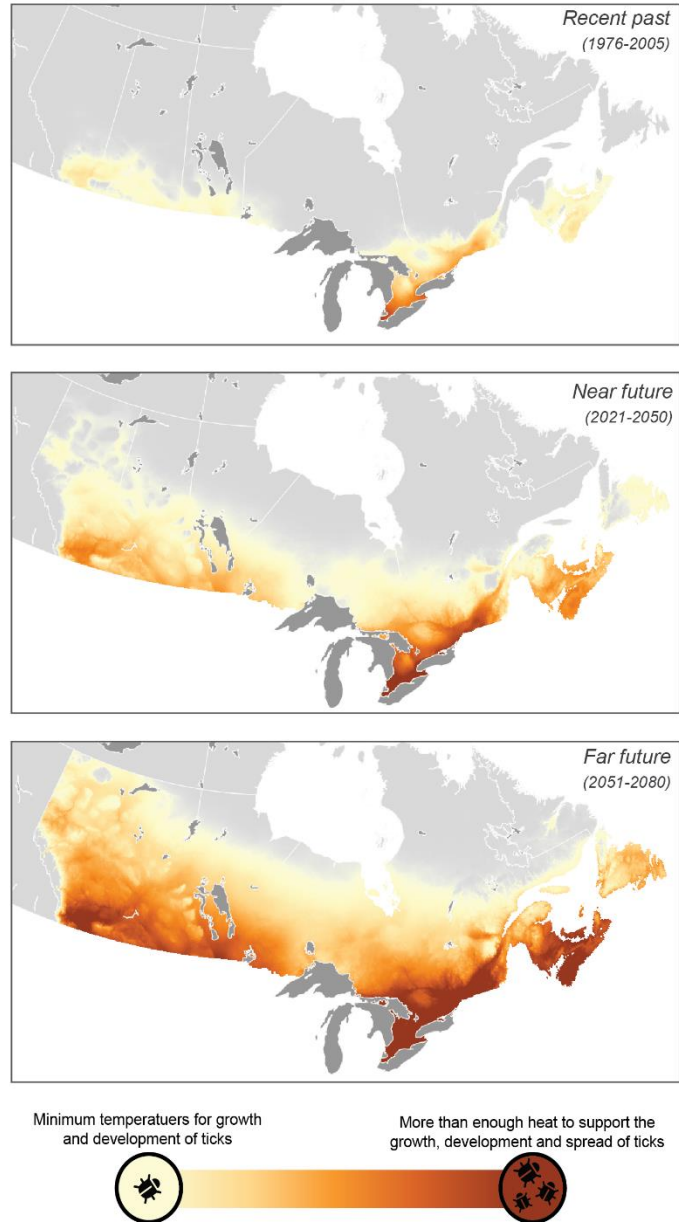 Recent past
(1976-2005)
Near future
(2021-2050)
Far future
(2051-2080)
Minimum temperatuers for growth
and development of ticks
More than enough heat to support the
growth, development and spread of ticks